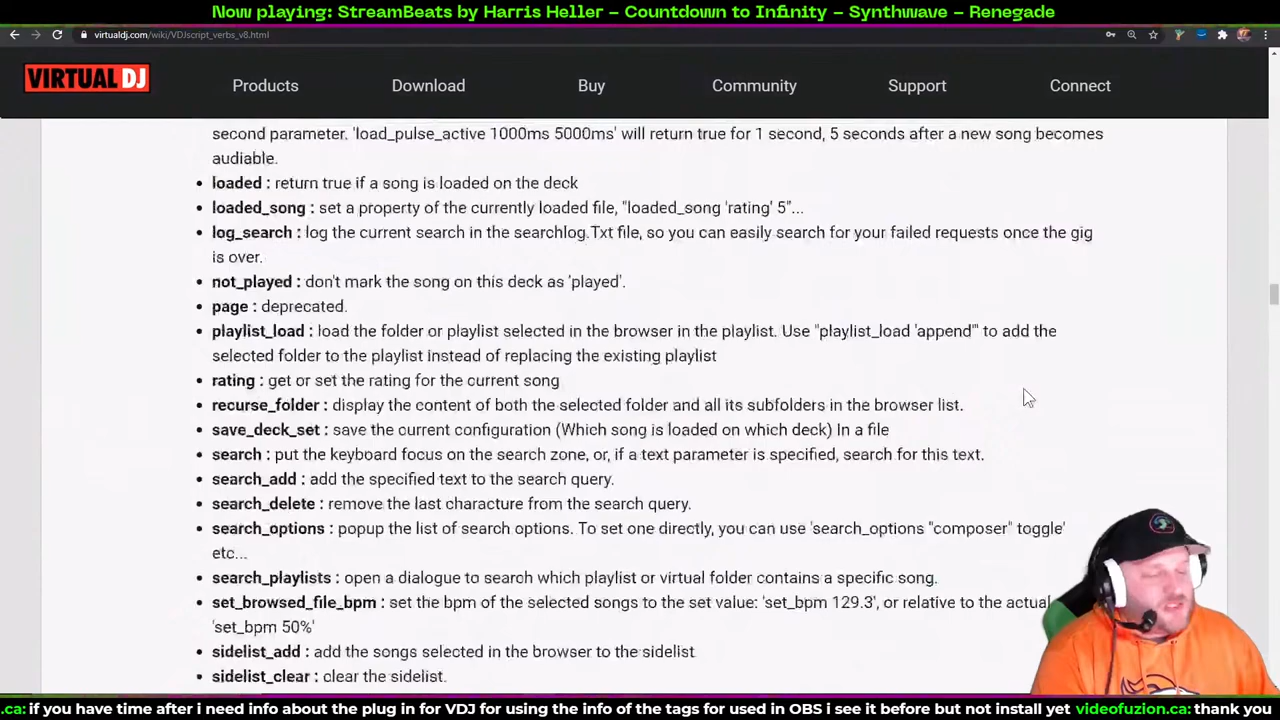 Now playing: StreamBeats by Harris Heller - Countdown to Infinity - Synthwave - Renegade
virtualdj.com/wiki/VDJscript_verbs_v8.html
VIRTUAL DJ Products Download Buy Community Support Connect
second parameter. 'load_pulse_active 1000ms 5000ms' will return true for 1 second, 5 seconds after a new song becomes
audiable.
• loaded : return true if a song is loaded on the deck
• loaded_song : set a property of the currently loaded file, "loaded_song 'rating' 5"...
• log_search : log the current search in the searchlog.Txt file, so you can easily search for your failed requests once the gig
is over.
• not_played : don't mark the song on this deck as 'played'.
• page : deprecated.
• playlist_load : load the folder or playlist selected in the browser in the playlist. Use "playlist_load 'append'" to add the
selected folder to the playlist instead of replacing the existing playlist
• rating : get or set the rating for the current song
• recurse_folder : display the content of both the selected folder and all its subfolders in the browser list.
• save_deck_set : save the current configuration (Which song is loaded on which deck) In a file
• search : put the keyboard focus on the search zone, or, if a text parameter is specified, search for this text.
• search_add : add the specified text to the search query.
• search_delete : remove the last characture from the search query.
• search_options : popup the list of search options. To set one directly, you can use 'search_options "composer" toggle'
etc...
• search_playlists : open a dialogue to search which playlist or virtual folder contains a specific song.
• set_browsed_file_bpm : set the bpm of the selected songs to the set value: 'set_bpm 129.3', or relative to the actual
'set_bpm 50%'
• sidelist_add : add the songs selected in the browser to the sidelist
• sidelist_clear : clear the sidelist.
.ca: if you have time after i need info about the plug in for VDJ for using the info of the tags for used in OBS i see it before but not install yet videofuzion.ca: thank you